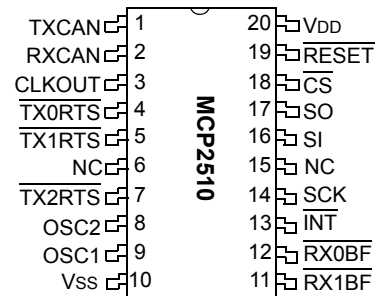 TXCAN 1 20 VDD
RXCAN 2 19 RESET
CLKOUT 3 18 CS
TX0RTS 4 17 SO
TX1RTS 5 16 SI
NC 6 15 NC
TX2RTS 7 14 SCK
OSC2 8 13 INT
OSC1 9 12 RX0BF
VSS 10 11 RX1BF
MCP2510